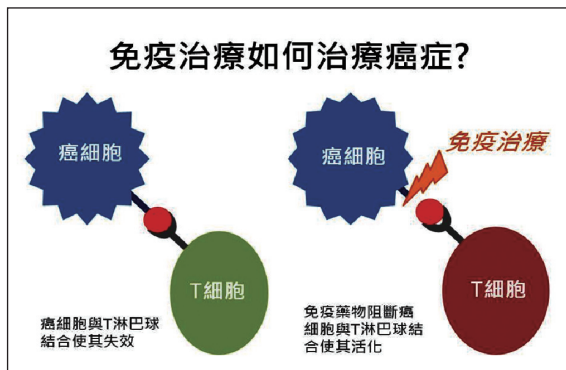 免疫治療如何治療癌症?
癌細胞
T細胞
癌細胞與T淋巴球
結合使其失效
癌細胞
免疫治療
T細胞
免疫藥物阻斷癌
細胞與T淋巴球結
合使其活化